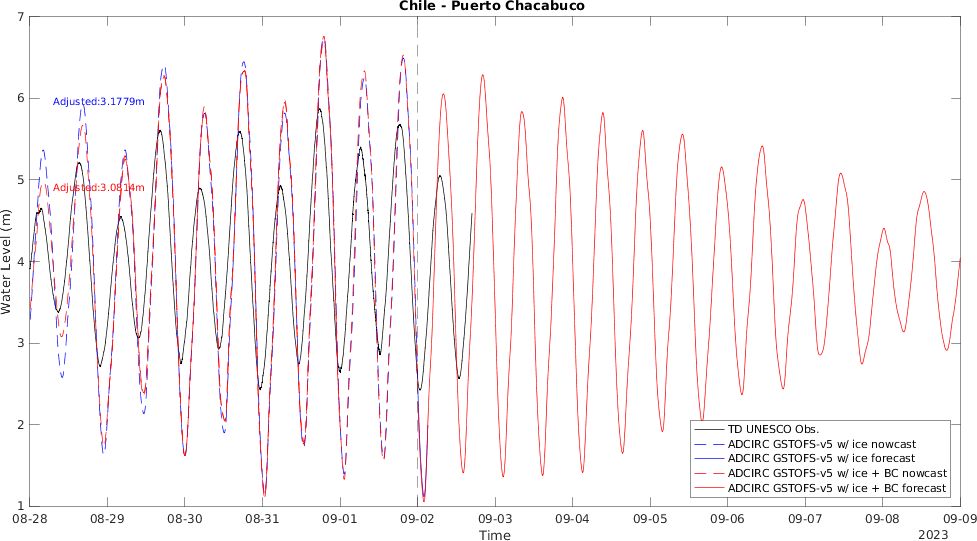 Chile - Puerto Chacabuco
7
6
5
4
3
2
1
Water Level (m)
Adjusted:3.1779m
Adjusted:3.0814m
TD UNESCO Obs.
ADCIRC GSTOFS-v5 w/ ice nowcast
ADCIRC GSTOFS-v5 w/ ice forecast
ADCIRC GSTOFS-v5 w/ ice + BC nowcast
ADCIRC GSTOFS-v5 w/ ice + BC forecast
08-28 08-29 08-30 08-31 09-01 09-02 09-03 09-04 09-05 09-06 09-07 09-08 09-09
Time
2023